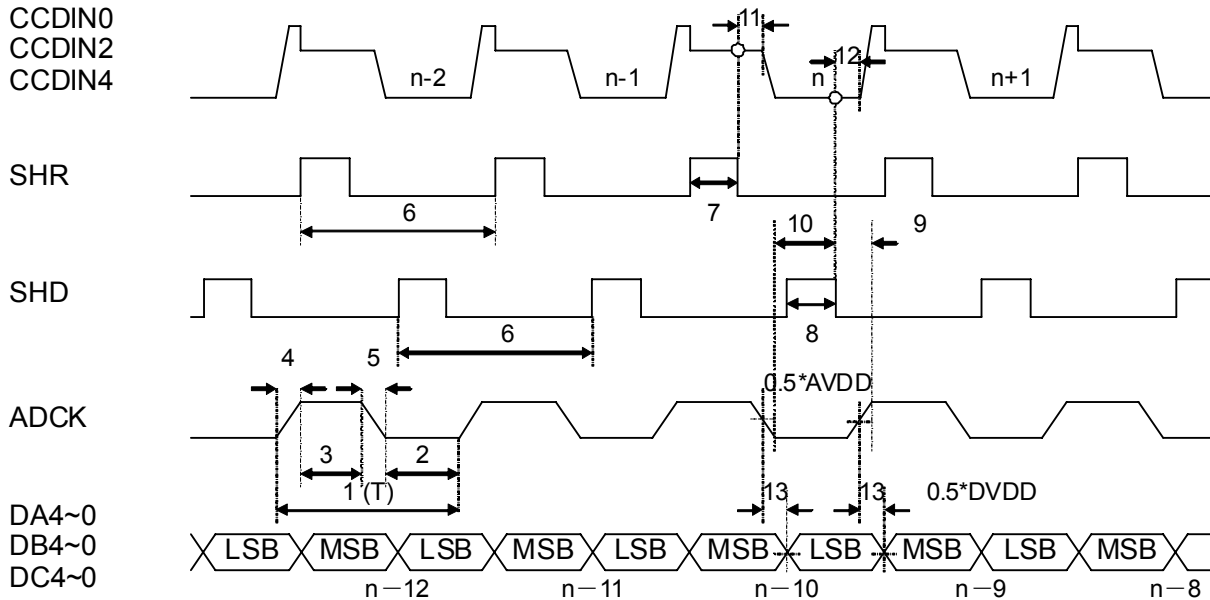 CCDIN0
CCDIN2
CCDIN4
11
12
n-2
n-1
n
n+1
SHR
6
7
10
9
SHD
6
8
4
5
0.5*AVDD
ADCK
3
2
1 (T)
13
13
0.5*DVDD
DA4~0
DB4~0
DC4~0
LSB
MSB
LSB
MSB
LSB
MSB
LSB
MSB
LSB
MSB
n－12
n－11
n－10
n－9
n－8